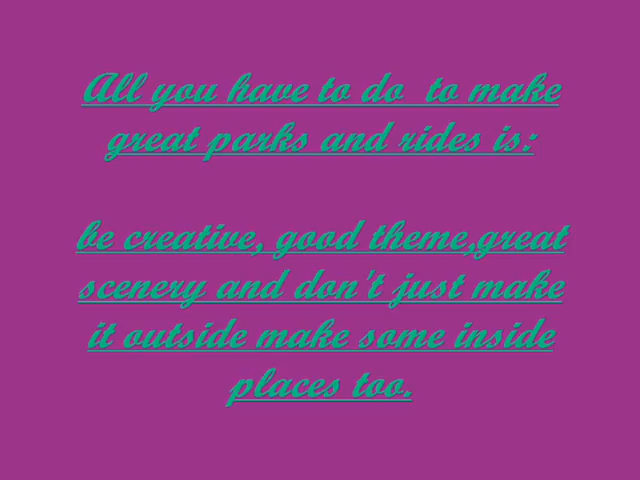 All you have to do  to make
great parks and rides is:
be creative, good theme,great
scenery and don't just make
it outside make some inside
places too.